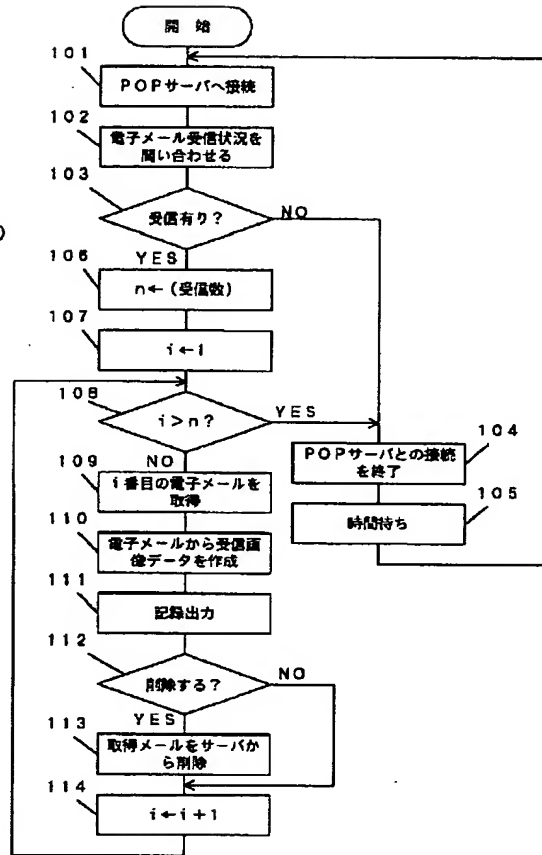 開 始
101
POPサーバへ接続
102
電子メール受信状況を
問い合わせる
103
受信有り?
NO
YES
106
n←(受信数)
107
i←1
108
i>n?
YES
NO
104
POPサーバとの接続
を終了
105
時間待ち
109
i番目の電子メールを
取得
110
電子メールから受信画
像データを作成
111
記録出力
112
削除する?
NO
YES
113
取得メールをサーバか
ら削除
114
i←i+1
)